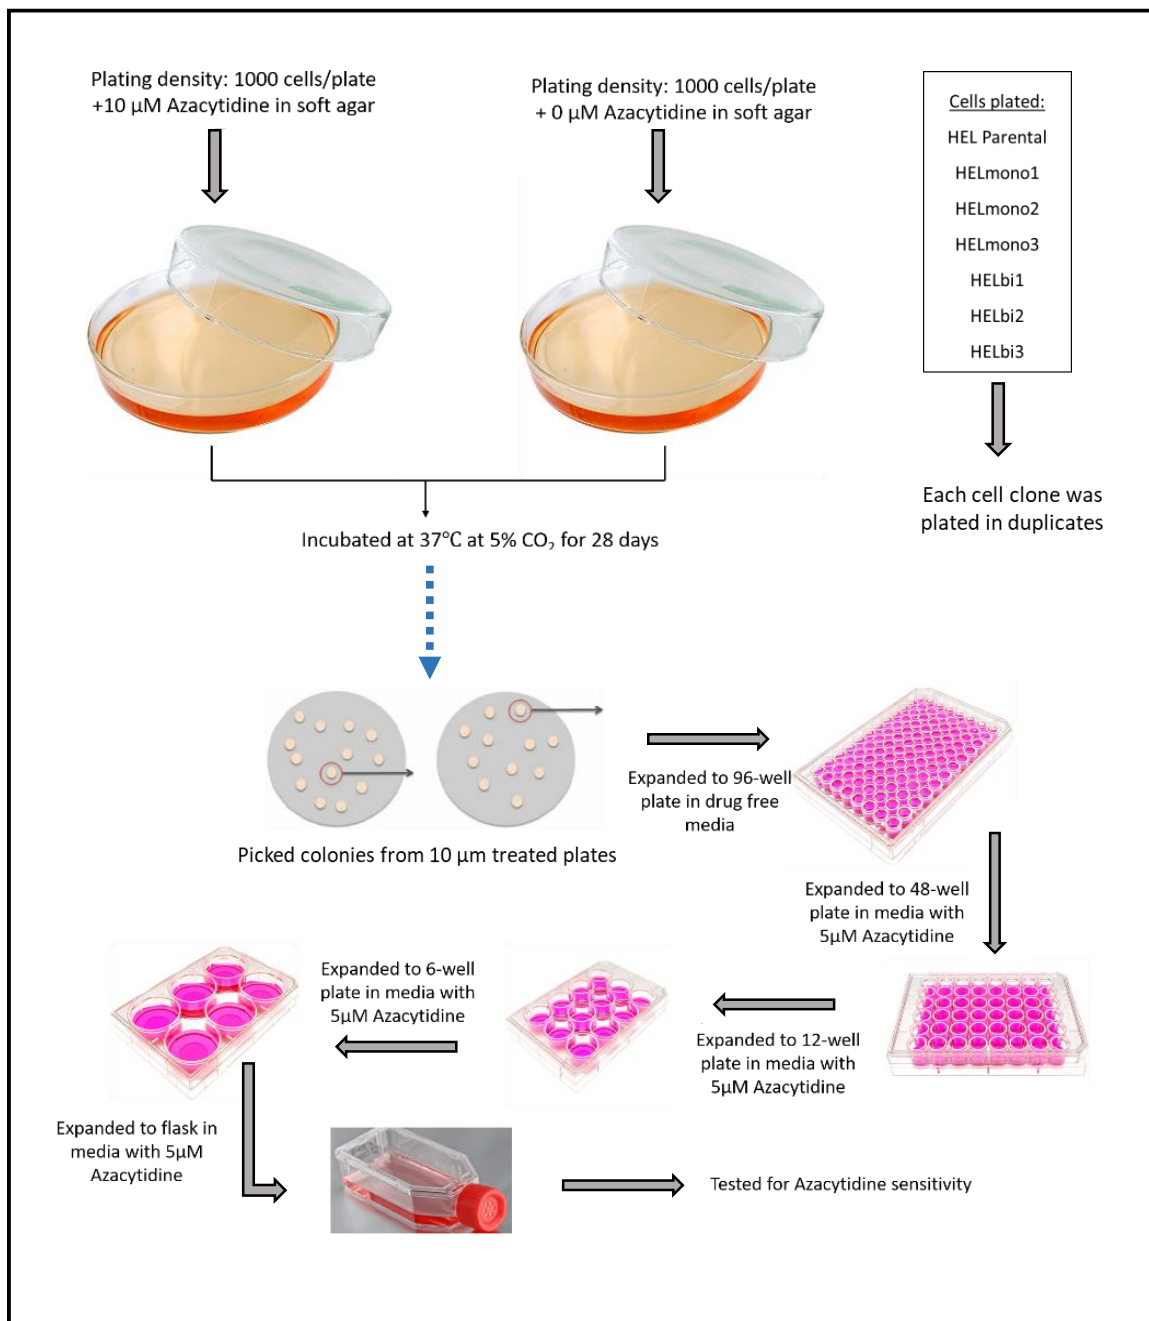 Plating density: 1000 cells/plate
+10 µM Azacytidine in soft agar
Plating density: 1000 cells/plate
+ 0 µM Azacytidine in soft agar
Cells plated:
HEL Parental
HELmono1
HELmono2
HELmono3
HELbi1
HELbi2
HELbi3
Each cell clone was
plated in duplicates
Incubated at 37℃ at 5% CO₂ for 28 days
Picked colonies from 10 µm treated plates
Expanded to 96-well
plate in drug free
media
Expanded to 48-well
plate in media with
5µM Azacytidine
Expanded to 12-well
plate in media with
5µM Azacytidine
Expanded to 6-well
plate in media with
5µM Azacytidine
Expanded to flask in
media with 5µM
Azacytidine
Tested for Azacytidine sensitivity